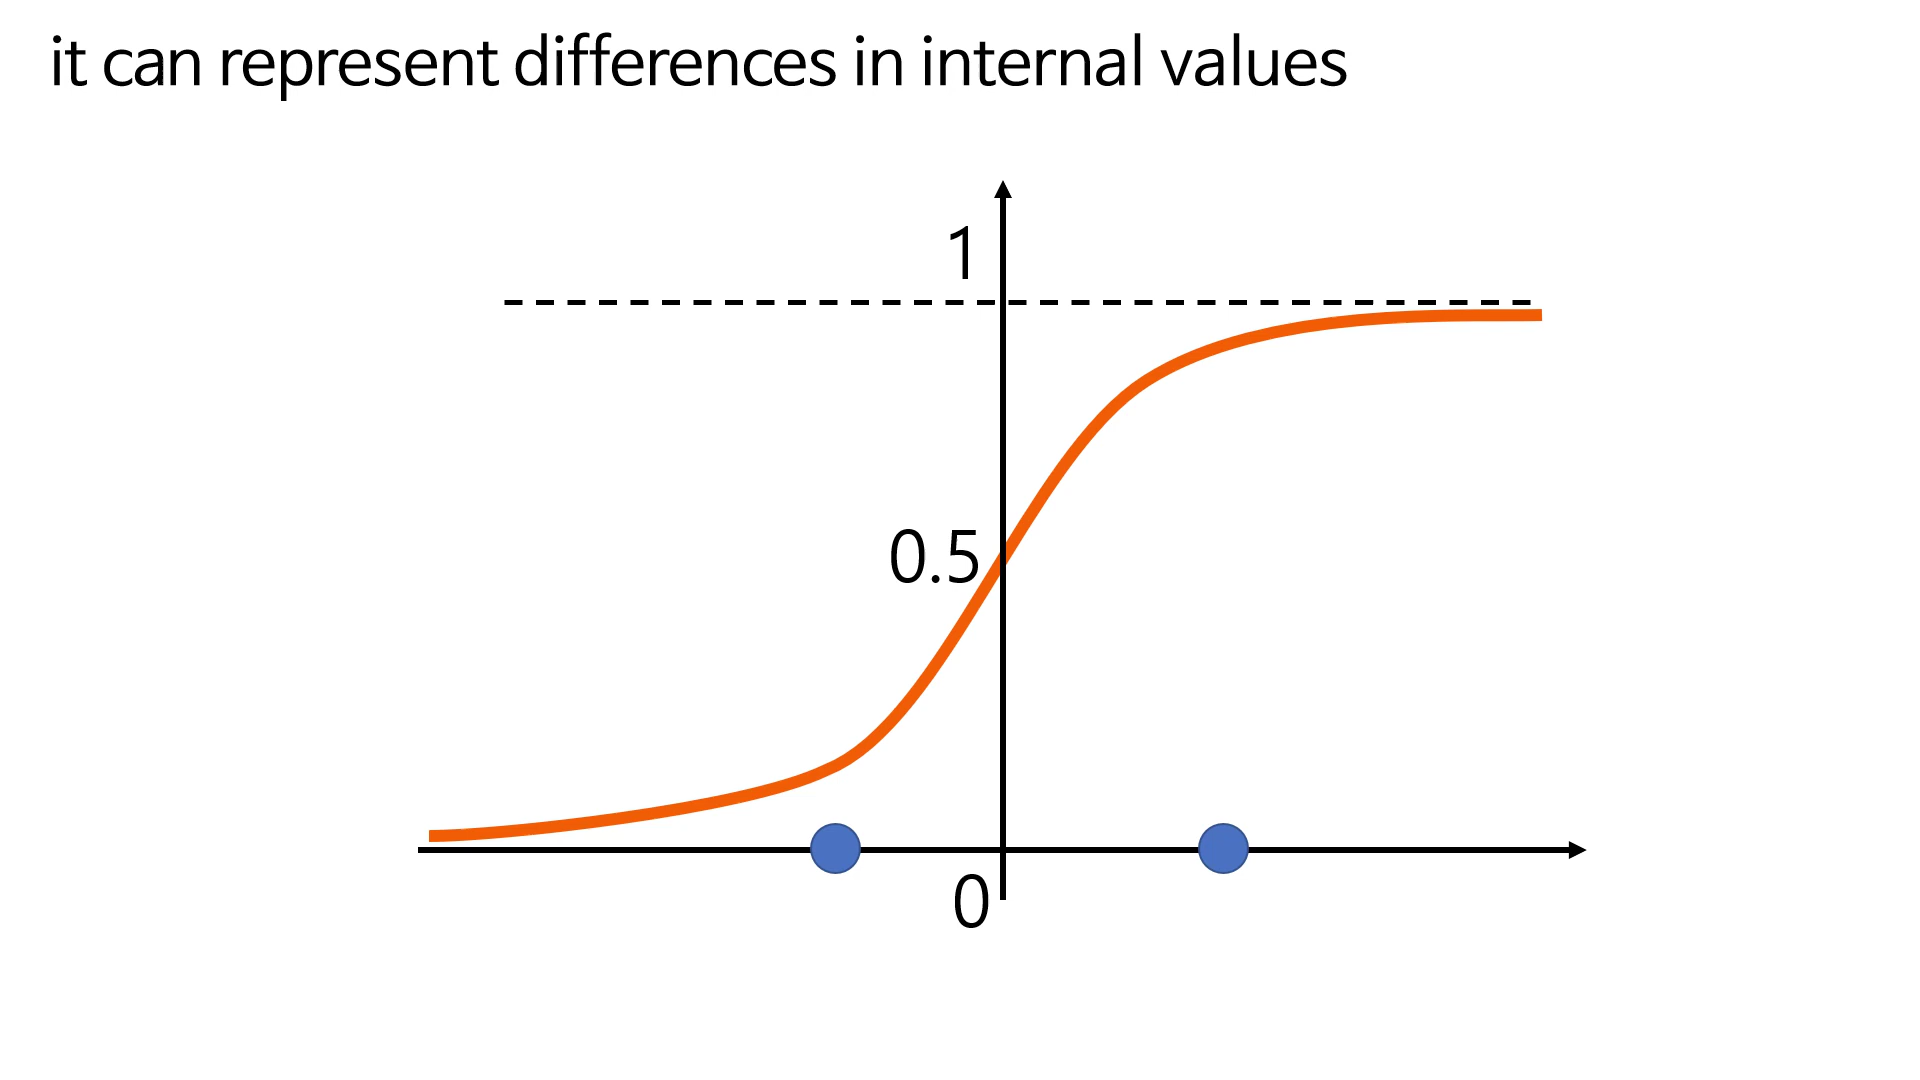 it can represent differences in internal values
1
0.5
0